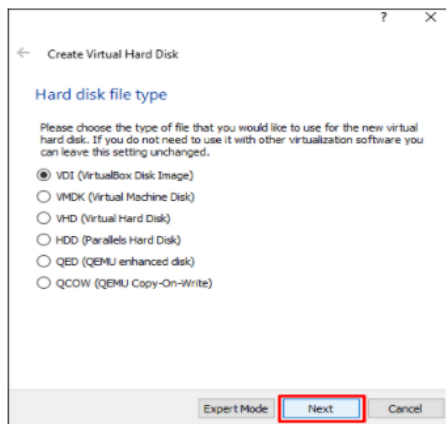 ?
Create Virtual Hard Disk
Hard disk file type
Please choose the type of file that you would like to use for the new virtual
hard disk. If you do not need to use it with other virtualization software you
can leave this setting unchanged.
VDI (VirtualBox Disk Image)
VMDK (Virtual Machine Disk)
VHD (Virtual Hard Disk)
HDD (Parallels Hard Disk)
QED (QEMU enhanced disk)
QCOW (QEMU Copy-On-Write)
Expert Mode Next Cancel